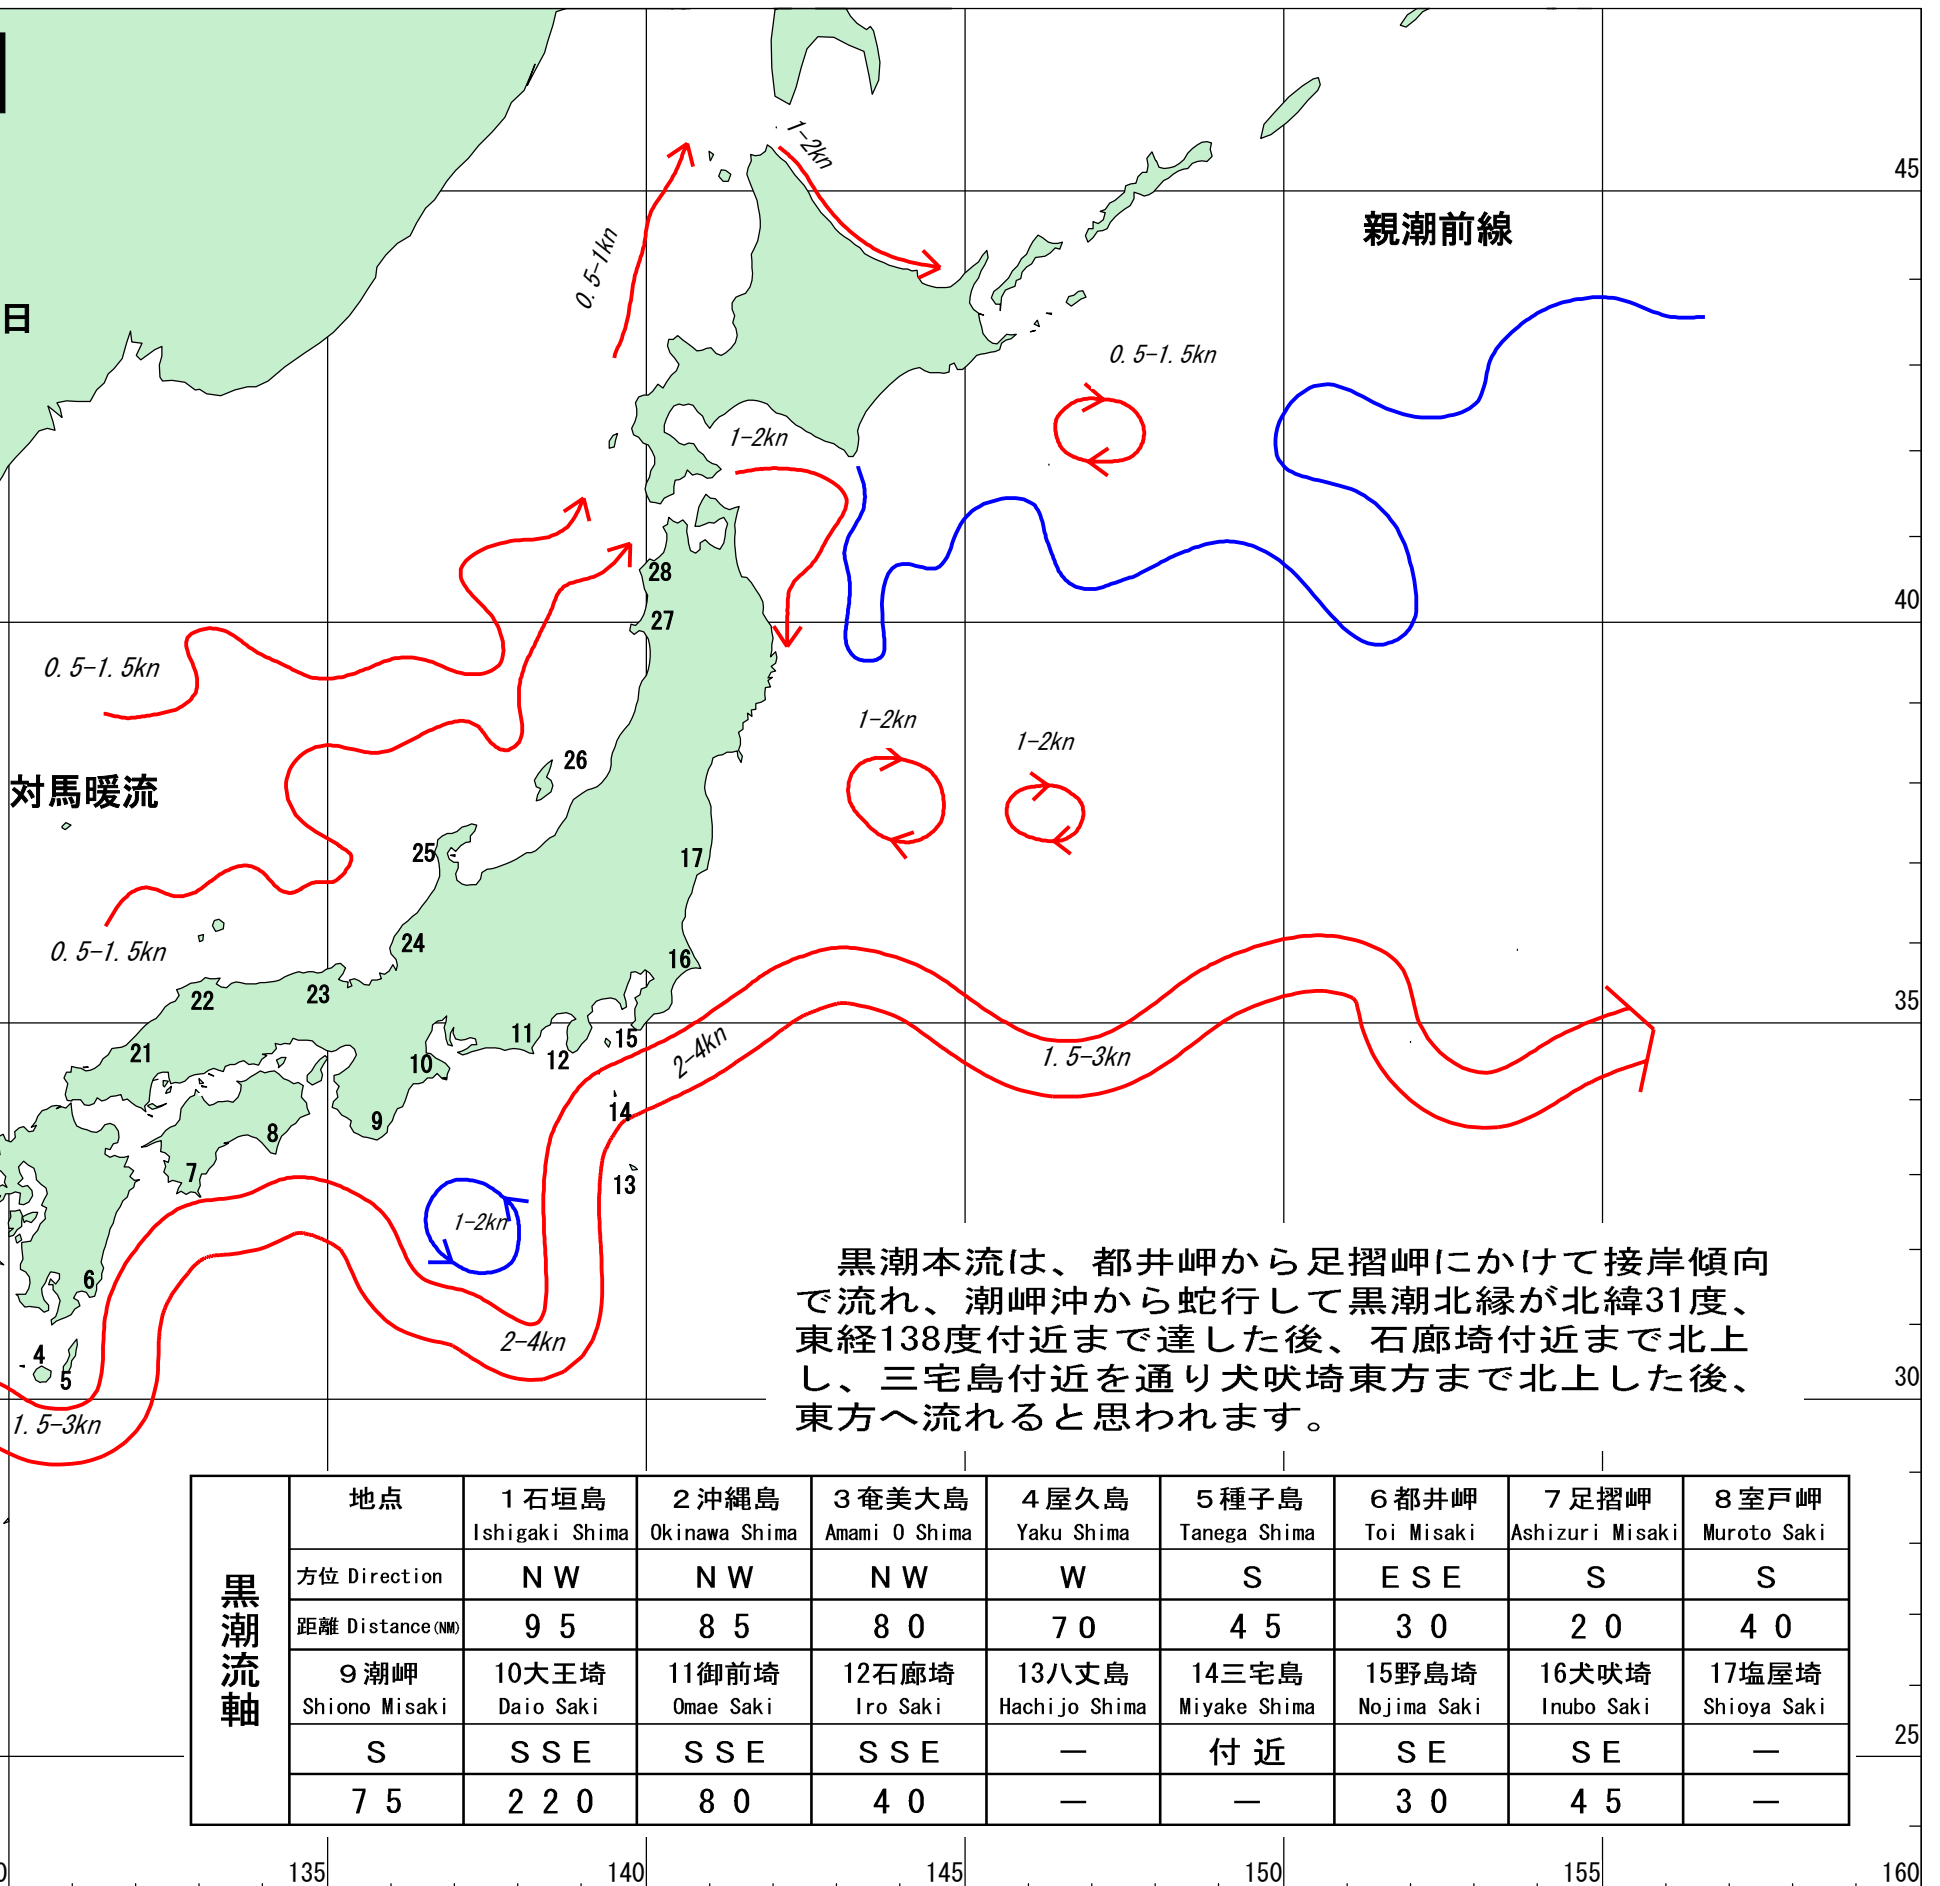 1-2kn
45
親潮前線
0.5-1kn
日
0.5-1.5kn
1-2kn
28
40
27
0.5-1.5kn
1-2kn
1-2kn
26
対馬暖流
25
17
24
0.5-1.5kn
16
23
22
35
11
15
2-4kn
21
12
1.5-3kn
10
14
9
8
7
13
1-2kn
6
黒潮本流は、都井岬から足摺岬にかけて接岸傾向
で流れ、潮岬沖から蛇行して黒潮北縁が北緯31度、
東経138度付近まで達した後、石廊埼付近まで北上
し、三宅島付近を通り犬吠埼東方まで北上した後、
東方へ流れると思われます。
2-4kn
4
5
30
1.5-3kn
黒潮流軸
地点 1石垣島 2沖縄島 3奄美大島 4屋久島 5種子島 6都井岬 7足摺岬 8室戸岬
Ishigaki Shima Okinawa Shima Amami O Shima Yaku Shima Tanega Shima Toi Misaki Ashizuri Misaki Muroto Saki
方位 Direction NW NW NW W S ESE S S
距離 Distance(NM) 95 85 80 70 45 30 20 40
9潮岬 10大王埼 11御前埼 12石廊埼 13八丈島 14三宅島 15野島埼 16犬吠埼 17塩屋埼
Shiono Misaki Daio Saki Omae Saki Iro Saki Hachijo Shima Miyake Shima Nojima Saki Inubo Saki Shioya Saki
S SSE SSE SSE － 付近 SE SE －
75 220 80 40 － － 30 45 －
25
135 140 145 150 155 160